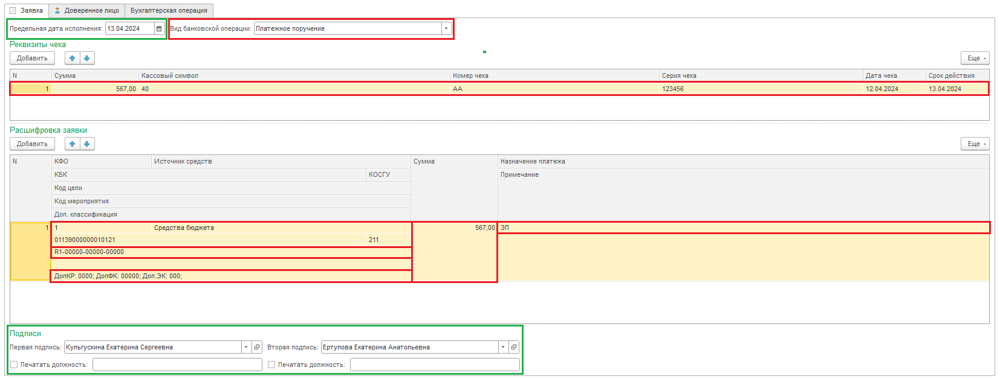 Заявка Доверенное лицо Бухгалтерская операция
Предельная дата исполнения: 13.04.2024 Вид банковской операции: Платежное поручение
Реквизиты чека
Добавить Еще
N Сумма Кассовый символ Номер чека Серия чека Дата чека Срок действия
1 567,00 40 АА 123456 12.04.2024 13.04.2024
Расшифровка заявки
Добавить Еще
N КФО Источник средств Сумма Назначение платежа
КБК КОСГУ Примечание
Код цели
Код мероприятия
Доп. классификация
1 1 Средства бюджета 567,00 ЗП
01139000000010121 211
R1-00000-00000-00000
ДопКР: 0000; ДопФК: 00000; Доп.ЭК: 000;
Подписи
Первая подпись: Кульгускина Екатерина Сергеевна Вторая подпись: Ертулова Екатерина Анатольевна
Печатать должность: Печатать должность: